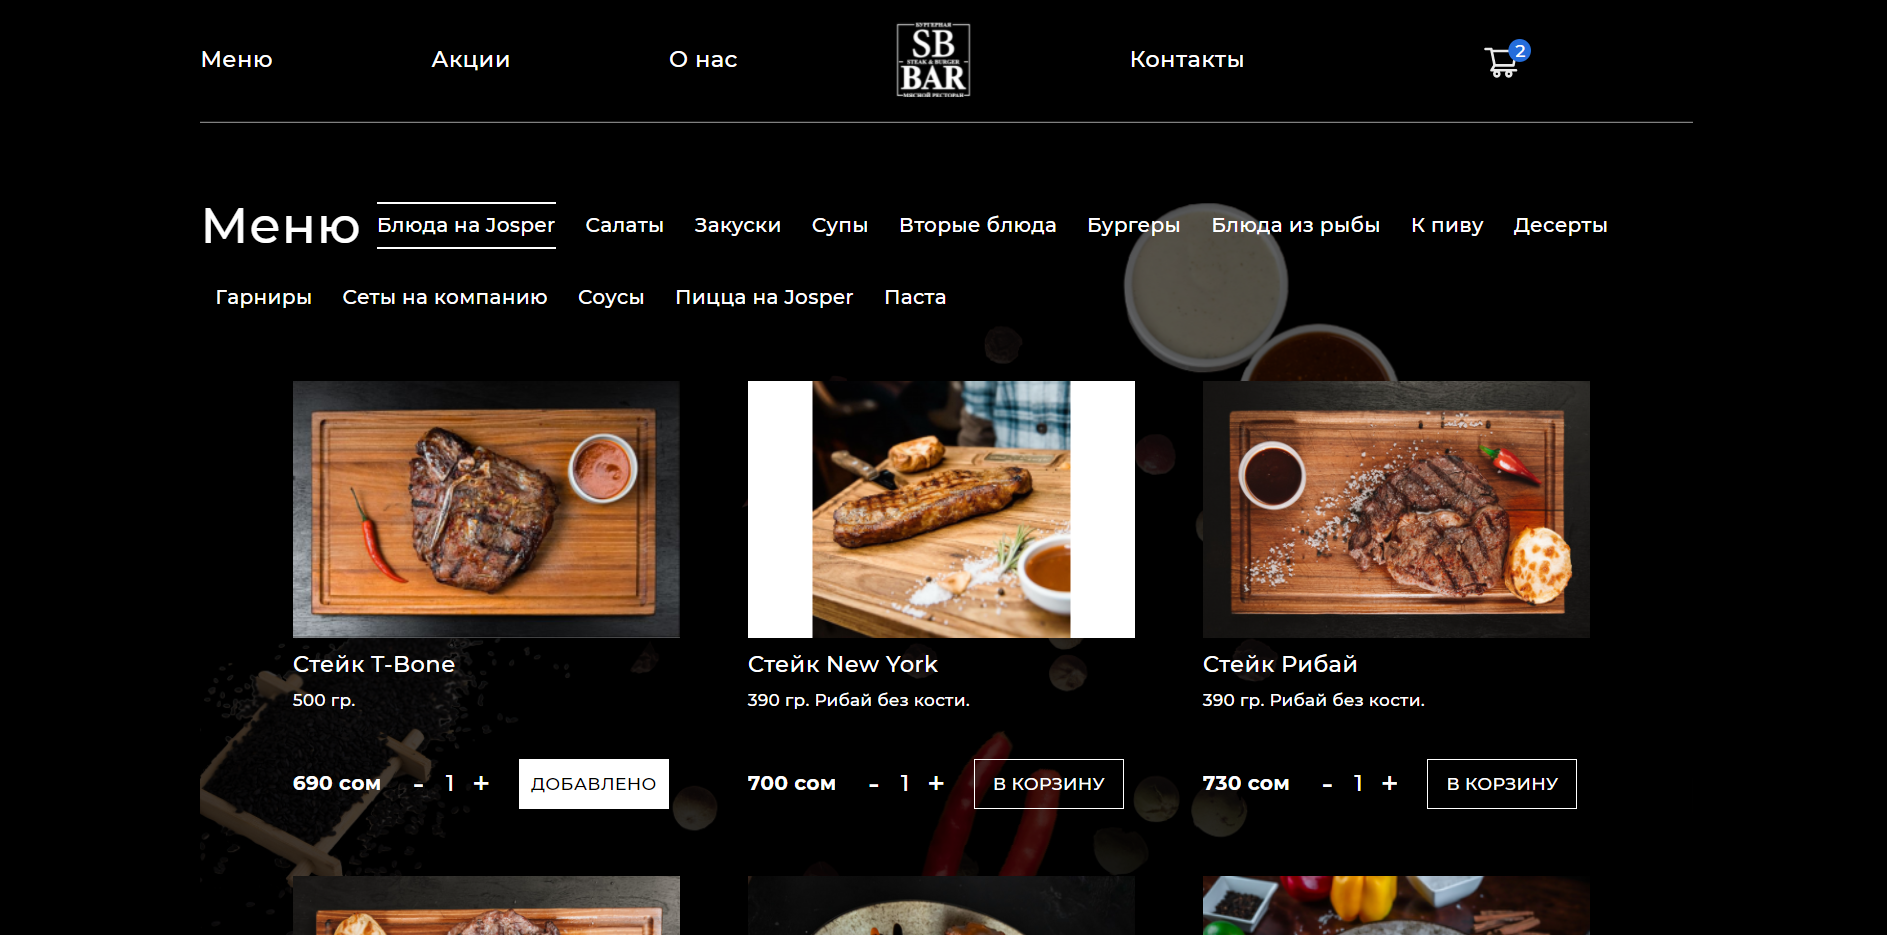 Меню Акции О нас
БУРГЕРНАЯ
SB
STEAK & BURGER
BAR
МЯСНОЙ РЕСТОРАН
Контакты
2
Меню Блюда на Josper Салаты Закуски Супы Вторые блюда Бургеры Блюда из рыбы К пиву Десерты
Гарниры Сеты на компанию Соусы Пицца на Josper Паста
Стейк T-Bone
500 гр.
690 сом - 1 + ДОБАВЛЕНО
Стейк New York
390 гр. Рибай без кости.
700 сом - 1 + В КОРЗИНУ
Стейк Рибай
390 гр. Рибай без кости.
730 сом - 1 + В КОРЗИНУ